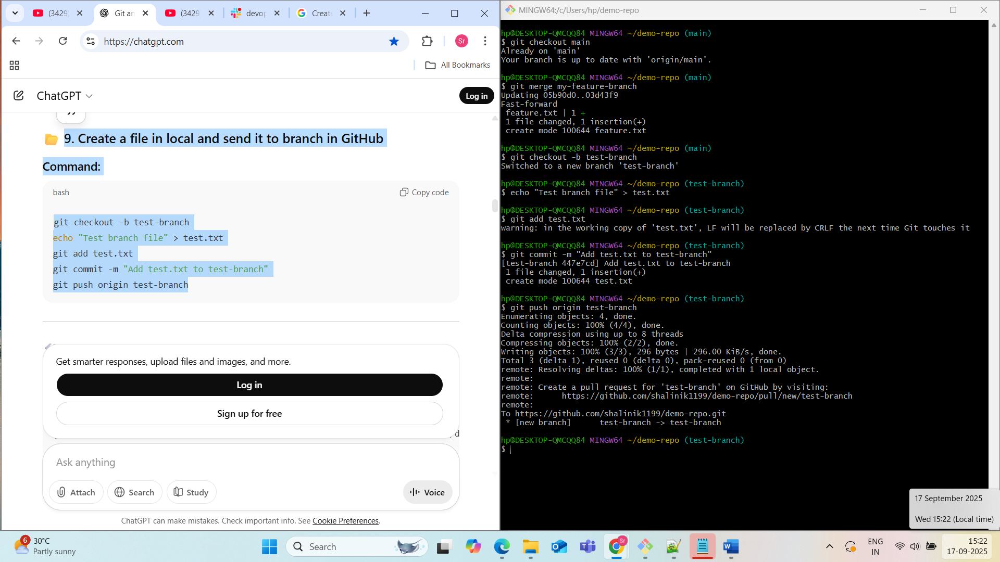 (3429
Git an
(3429
devop
Create
https://chatgpt.com
Sr
All Bookmarks
ChatGPT
Log in
9. Create a file in local and send it to branch in GitHub
Command:
bash
Copy code
git checkout -b test-branch
echo "Test branch file" > test.txt
git add test.txt
git commit -m "Add test.txt to test-branch"
git push origin test-branch
Get smarter responses, upload files and images, and more.
Log in
Sign up for free
d
Ask anything
Attach
Search
Study
Voice
ChatGPT can make mistakes. Check important info. See Cookie Preferences.
MINGW64:/c/Users/hp/demo-repo
hp@DESKTOP-QMCQQ84 MINGW64 ~/demo-repo (main)
$ git checkout main
Already on 'main'
Your branch is up to date with 'origin/main'.
hp@DESKTOP-QMCQQ84 MINGW64 ~/demo-repo (main)
$ git merge my-feature-branch
Updating 05b90d0..03d43f9
Fast-forward
feature.txt | 1 +
1 file changed, 1 insertion(+)
create mode 100644 feature.txt
hp@DESKTOP-QMCQQ84 MINGW64 ~/demo-repo (main)
$ git checkout -b test-branch
Switched to a new branch 'test-branch'
hp@DESKTOP-QMCQQ84 MINGW64 ~/demo-repo (test-branch)
$ echo "Test branch file" > test.txt
hp@DESKTOP-QMCQQ84 MINGW64 ~/demo-repo (test-branch)
$ git add test.txt
warning: in the working copy of 'test.txt', LF will be replaced by CRLF the next time Git touches it
hp@DESKTOP-QMCQQ84 MINGW64 ~/demo-repo (test-branch)
$ git commit -m "Add test.txt to test-branch"
[test-branch 447e7cd] Add test.txt to test-branch
1 file changed, 1 insertion(+)
create mode 100644 test.txt
hp@DESKTOP-QMCQQ84 MINGW64 ~/demo-repo (test-branch)
$ git push origin test-branch
Enumerating objects: 4, done.
Counting objects: 100% (4/4), done.
Delta compression using up to 8 threads
Compressing objects: 100% (2/2), done.
Writing objects: 100% (3/3), 296 bytes | 296.00 KiB/s, done.
Total 3 (delta 1), reused 0 (delta 0), pack-reused 0 (from 0)
remote: Resolving deltas: 100% (1/1), completed with 1 local object.
remote:
remote: Create a pull request for 'test-branch' on GitHub by visiting:
remote:      https://github.com/shalinik1199/demo-repo/pull/new/test-branch
remote:
To https://github.com/shalinik1199/demo-repo.git
* [new branch]      test-branch -> test-branch
hp@DESKTOP-QMCQQ84 MINGW64 ~/demo-repo (test-branch)
$
17 September 2025
Wed 15:22 (Local time)
6
30°C
Partly sunny
Search
Sr
ENG
IN
15:22
17-09-2025